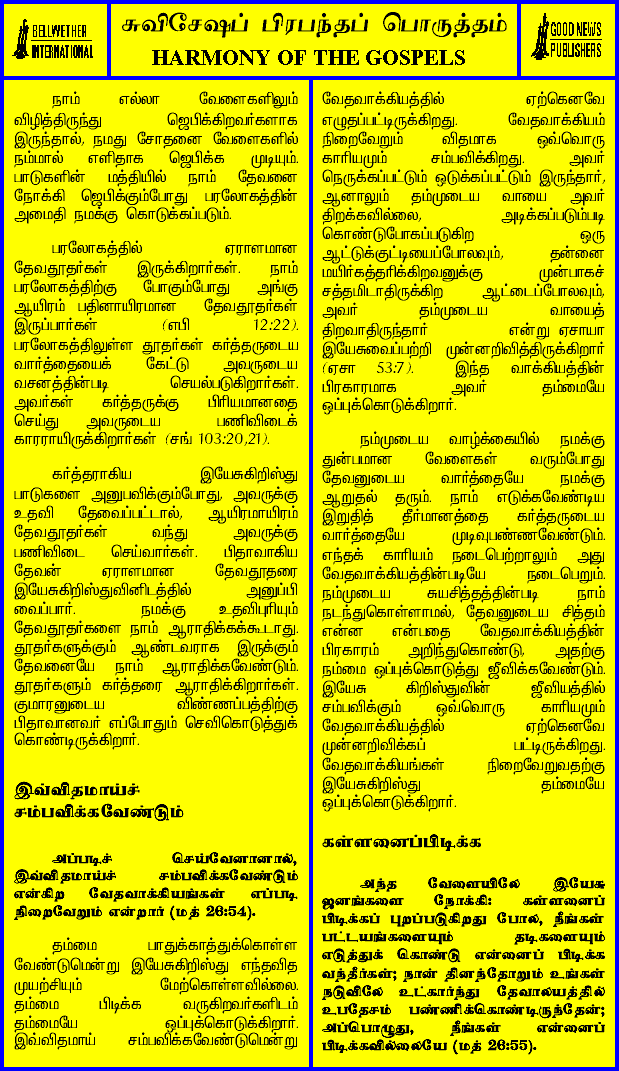 BELLWETHER
INTERNATIONAL
சுவிசேஷப் பிரபந்தப் பொருத்தம்
HARMONY OF THE GOSPELS
GOOD NEWS
PUBLISHERS
நாம் எல்லா வேளைகளிலும்
விழித்திருந்து ஜெபிக்கிறவர்களாக
இருந்தால், நமது சோதனை வேளைகளில்
நம்மால் எளிதாக ஜெபிக்க முடியும்.
பாடுகளின் மத்தியில் நாம் தேவனை
நோக்கி ஜெபிக்கும்போது பரலோகத்தின்
அமைதி நமக்கு கொடுக்கப்படும்.
பரலோகத்தில் ஏராளமான
தேவதூதர்கள் இருக்கிறார்கள். நாம்
பரலோகத்திற்கு போகும்போது அங்கு
ஆயிரம் பதினாயிரமான தேவதூதர்கள்
இருப்பார்கள் (எபி 12:22).
பரலோகத்திலுள்ள தூதர்கள் கர்த்தருடைய
வார்த்தையைக் கேட்டு அவருடைய
வசனத்தின்படி செயல்படுகிறார்கள்.
அவர்கள் கர்த்தருக்கு பிரியமானதை
செய்து அவருடைய பணிவிடைக்
காரராயிருக்கிறார்கள் (சங் 103:20,21).
கர்த்தராகிய இயேசுகிறிஸ்து
பாடுகளை அனுபவிக்கும்போது, அவருக்கு
உதவி தேவைப்பட்டால், ஆயிரமாயிரம்
தேவதூதர்கள் வந்து அவருக்கு
பணிவிடை செய்வார்கள். பிதாவாகிய
தேவன் ஏராளமான தேவதூதரை
இயேசுகிறிஸ்துவினிடத்தில் அனுப்பி
வைப்பார். நமக்கு உதவிபுரியும்
தேவதூதர்களை நாம் ஆராதிக்கக்கூடாது.
தூதர்களுக்கும் ஆண்டவராக இருக்கும்
தேவனையே நாம் ஆராதிக்கவேண்டும்.
தூதர்களும் கர்த்தரை ஆராதிக்கிறார்கள்.
குமாரனுடைய விண்ணப்பத்திற்கு
பிதாவானவர் எப்போதும் செவிகொடுத்துக்
கொண்டிருக்கிறார்.
இவ்விதமாய்ச்
சம்பவிக்கவேண்டும்
அப்படிச் செய்வேனானால்,
இவ்விதமாய்ச் சம்பவிக்கவேண்டும்
என்கிற வேதவாக்கியங்கள் எப்படி
நிறைவேறும் என்றார் (மத் 26:54).
தம்மை பாதுக்காத்துக்கொள்ள
வேண்டுமென்று இயேசுகிறிஸ்து எந்தவித
முயற்சியும் மேற்கொள்ளவில்லை.
தம்மை பிடிக்க வருகிறவர்களிடம்
தம்மையே ஒப்புக்கொடுக்கிறார்.
இவ்விதமாய் சம்பவிக்கவேண்டுமென்று
வேதவாக்கியத்தில் ஏற்கெனவே
எழுதப்பட்டிருக்கிறது. வேதவாக்கியம்
நிறைவேறும் விதமாக ஒவ்வொரு
காரியமும் சம்பவிக்கிறது. அவர்
நெருக்கப்பட்டும் ஒடுக்கப்பட்டும் இருந்தார்,
ஆனாலும் தம்முடைய வாயை அவர்
திறக்கவில்லை, அடிக்கப்படும்படி
கொண்டுபோகப்படுகிற ஒரு
ஆட்டுக்குட்டியைப்போலவும், தன்னை
மயிர்கத்தரிக்கிறவனுக்கு முன்பாகச்
சத்தமிடாதிருக்கிற ஆட்டைப்போலவும்,
அவர் தம்முடைய வாயைத்
திறவாதிருந்தார் என்று ஏசாயா
இயேசுவைப்பற்றி முன்னறிவித்திருக்கிறார்
(ஏசா 53:7). இந்த வாக்கியத்தின்
பிரகாரமாக அவர் தம்மையே
ஒப்புக்கொடுக்கிறார்.
நம்முடைய வாழ்க்கையில் நமக்கு
துன்பமான வேளைகள் வரும்போது
தேவனுடைய வார்த்தையே நமக்கு
ஆறுதல் தரும். நாம் எடுக்கவேண்டிய
இறுதித் தீர்மானத்தை கர்த்தருடைய
வார்த்தையே முடிவுபண்ணவேண்டும்.
எந்தக் காரியம் நடைபெற்றாலும் அது
வேதவாக்கியத்தின்படியே நடைபெறும்.
நம்முடைய சுயசித்தத்தின்படி நாம்
நடந்துகொள்ளாமல், தேவனுடைய சித்தம்
என்ன என்பதை வேதவாக்கியத்தின்
பிரகாரம் அறிந்துகொண்டு, அதற்கு
நம்மை ஒப்புக்கொடுத்து ஜீவிக்கவேண்டும்.
இயேசு கிறிஸ்துவின் ஜீவியத்தில்
சம்பவிக்கும் ஒவ்வொரு காரியமும்
வேதவாக்கியத்தில் ஏற்கெனவே
முன்னறிவிக்கப் பட்டிருக்கிறது.
வேதவாக்கியங்கள் நிறைவேறுவதற்கு
இயேசுகிறிஸ்து தம்மையே
ஒப்புக்கொடுக்கிறார்.
கள்ளனைப்பிடிக்க
அந்த வேளையிலே இயேசு
ஜனங்களை நோக்கி: கள்ளனைப்
பிடிக்கப் புறப்படுகிறது போல, நீங்கள்
பட்டயங்களையும் தடிகளையும்
எடுத்துக் கொண்டு என்னைப் பிடிக்க
வந்தீர்கள்; நான் தினந்தோறும் உங்கள்
நடுவிலே உட்கார்ந்து தேவாலயத்தில்
உபதேசம் பண்ணிக்கொண்டிருந்தேன்;
அப்பொழுது, நீங்கள் என்னைப்
பிடிக்கவில்லையே (மத் 26:55).